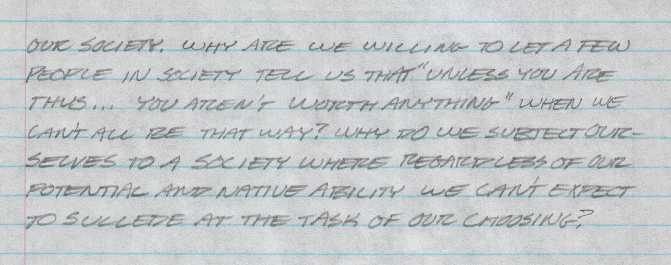 OUR SOCIETY. WHY ARE WE WILLING TO LET A FEW
PEOPLE IN SOCIETY TELL US THAT "UNLESS YOU ARE
THUS... YOU AREN'T WORTH ANYTHING" WHEN WE
CAN'T ALL BE THAT WAY? WHY DO WE SUBJECT OUR-
SELVES TO A SOCIETY WHERE REGARDLESS OF OUR
POTENTIAL AND NATIVE ABILITY WE CAN'T EXPECT
TO SUCCEDE AT THE TASK OF OUR CHOOSING?